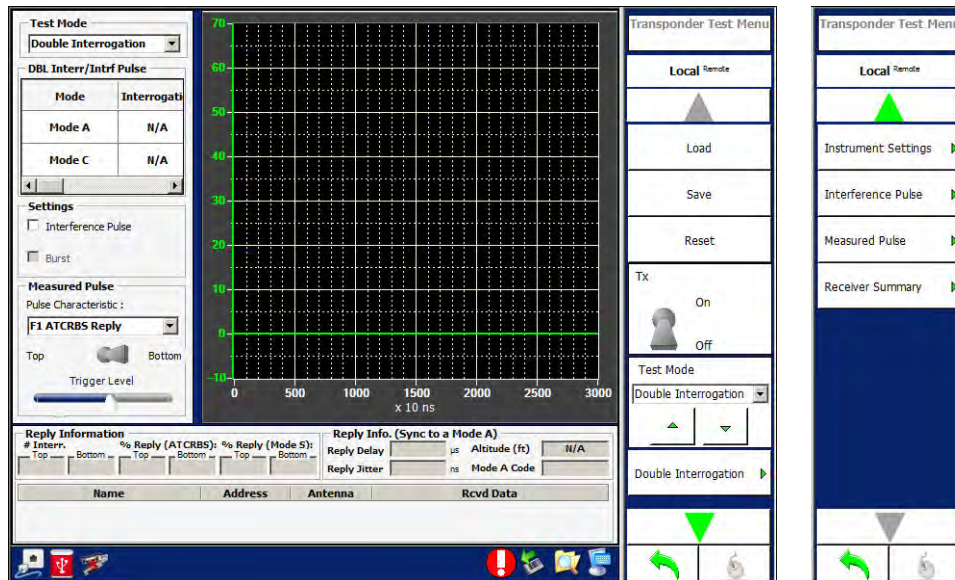 Test Mode
Double Interrogation
DBL Interr/Intrf Pulse
Mode Interrogati
Mode A N/A
Mode C N/A
Settings
Interference Pulse
Burst
Measured Pulse
Pulse Characteristic :
F1 ATCRBS Reply
Top Bottom
Trigger Level
70
60
50
40
30
20
10
0
-10
0 500 1000 1500 2000 2500 3000
x 10 ns
Reply Information
# Interr. % Reply (ATCRBS): % Reply (Mode S):
Top Bottom Top Bottom Top Bottom
Reply Info. (Sync to a Mode A)
Reply Delay µs Altitude (ft) N/A
Reply Jitter ns Mode A Code
Name Address Antenna Rcvd Data
Transponder Test Menu
Local Remote
Load
Save
Reset
Tx
On
Off
Test Mode
Double Interrogation
Double Interrogation
Transponder Test Menu
Local Remote
Instrument Settings
Interference Pulse
Measured Pulse
Receiver Summary